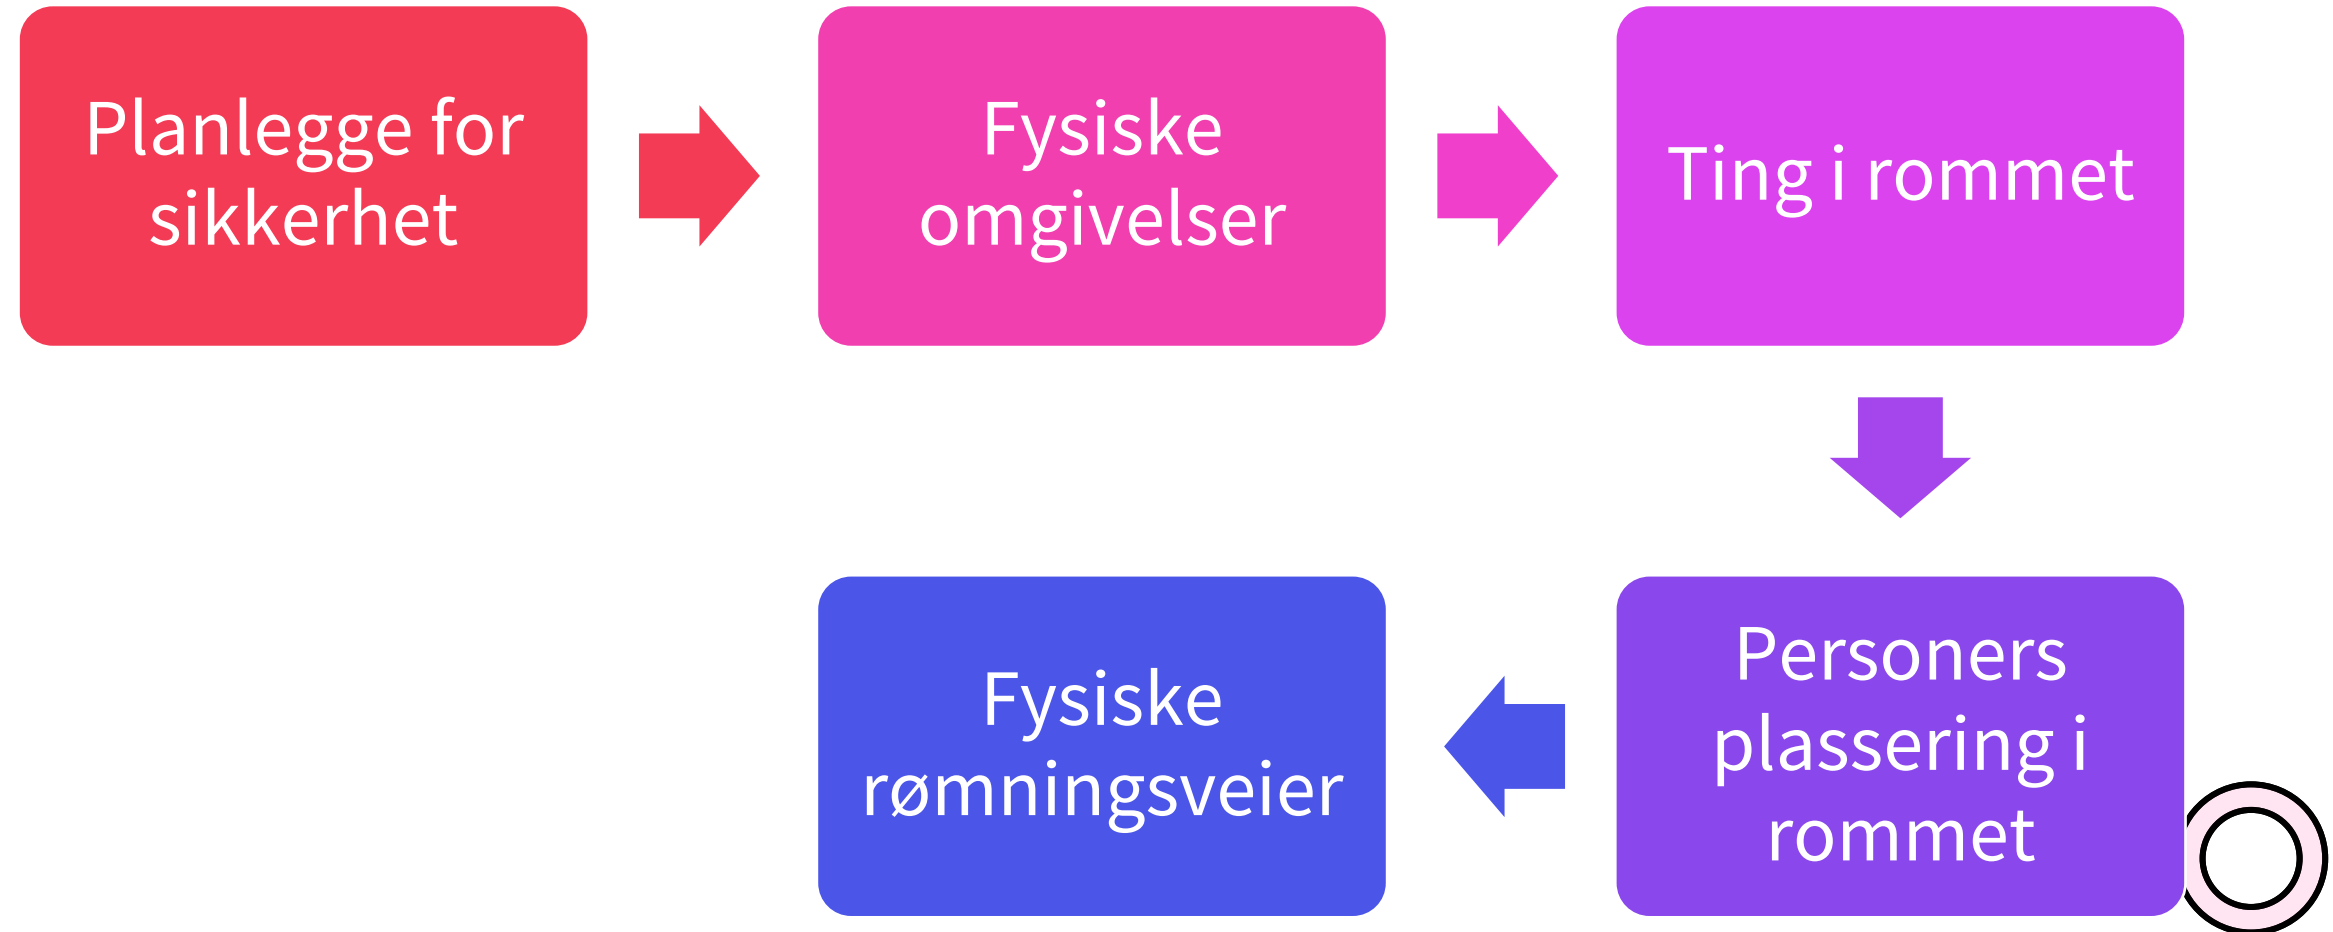 Planlegge for
sikkerhet
Fysiske
omgivelser
Ting i rommet
Personers
plassering i
rommet
Fysiske
rømningsveier